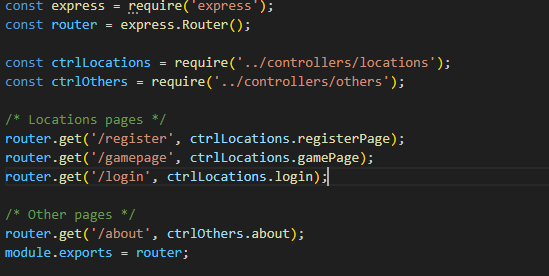 const express = require('express');
const router = express.Router();
const ctrlLocations = require('../controllers/locations');
const ctrlOthers = require('../controllers/others');
/* Locations pages */
router.get('/register', ctrlLocations.registerPage);
router.get('/gamepage', ctrlLocations.gamePage);
router.get('/login', ctrlLocations.login);
/* Other pages */
router.get('/about', ctrlOthers.about);
module.exports = router;